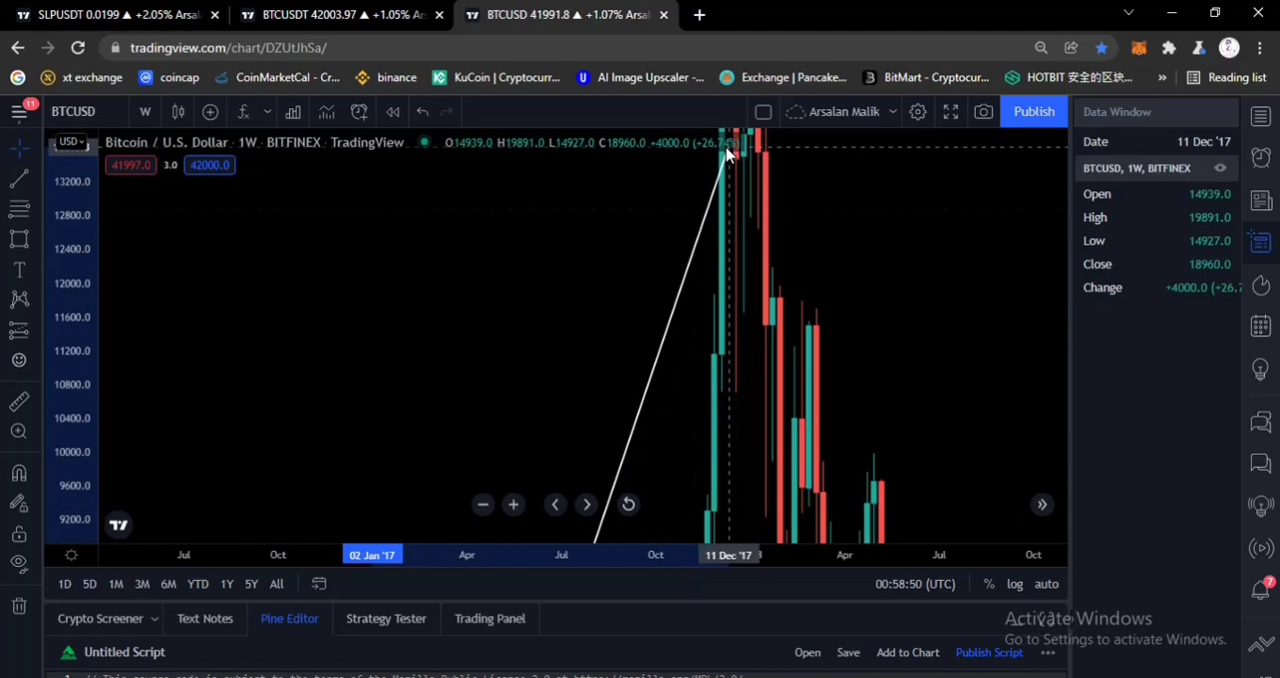 SLPUSDT 0.0199 ▲ +2.05% Arsal
BTCUSDT 42003.97 ▲ +1.05% Ar
BTCUSD 41991.8 ▲ +1.07% Arsala
tradingview.com/chart/DZUtJhSa/
xt exchange
coincap
CoinMarketCal - Cr...
binance
KuCoin | Cryptocurr...
AI Image Upscaler -...
Exchange | Pancake...
BitMart - Cryptocur...
HOTBIT 安全的区块...
»
Reading list
11
BTCUSD
W
Arsalan Malik
Publish
Data Window
USD
Bitcoin / U.S. Dollar · 1W · BITFINEX · TradingView
O14939.0 H19891.0 L14927.0 C18960.0 +4000.0 (+26.74%)
41997.0 3.0 42000.0
Date 11 Dec '17
BTCUSD, 1W, BITFINEX
Open 14939.0
High 19891.0
Low 14927.0
Close 18960.0
Change +4000.0 (+26.7
13200.0
12800.0
12400.0
12000.0
11600.0
11200.0
10800.0
10400.0
10000.0
9600.0
9200.0
Jul Oct 02 Jan '17 Apr Jul Oct 11 Dec '17 Apr Jul Oct
1D 5D 1M 3M 6M YTD 1Y 5Y All
00:58:50 (UTC) % log auto
7
Crypto Screener Text Notes Pine Editor Strategy Tester Trading Panel
Activate Windows
Go to Settings to activate Windows.
Untitled Script
Open Save Add to Chart Publish Script